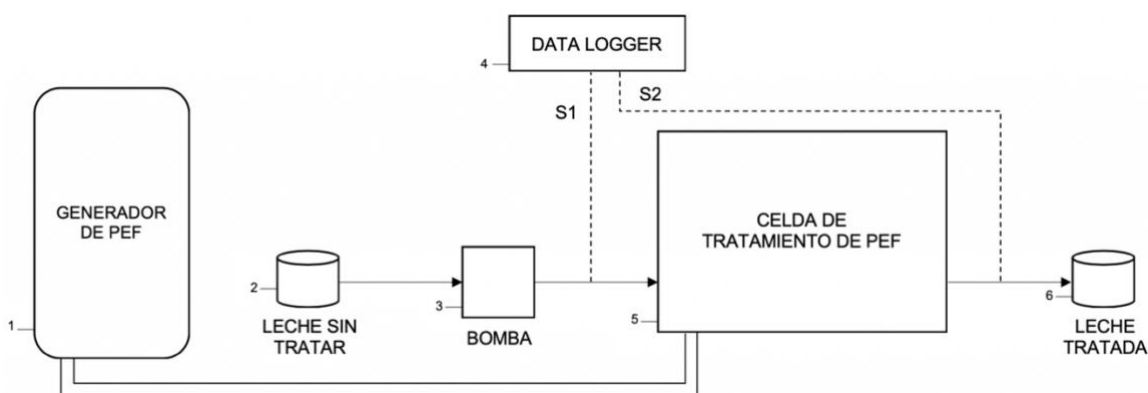 DATA LOGGER
4
S1
S2
GENERADOR
DE PEF
1
2
LECHE SIN
TRATAR
3
BOMBA
CELDA DE
TRATAMIENTO DE PEF
5
6
LECHE
TRATADA